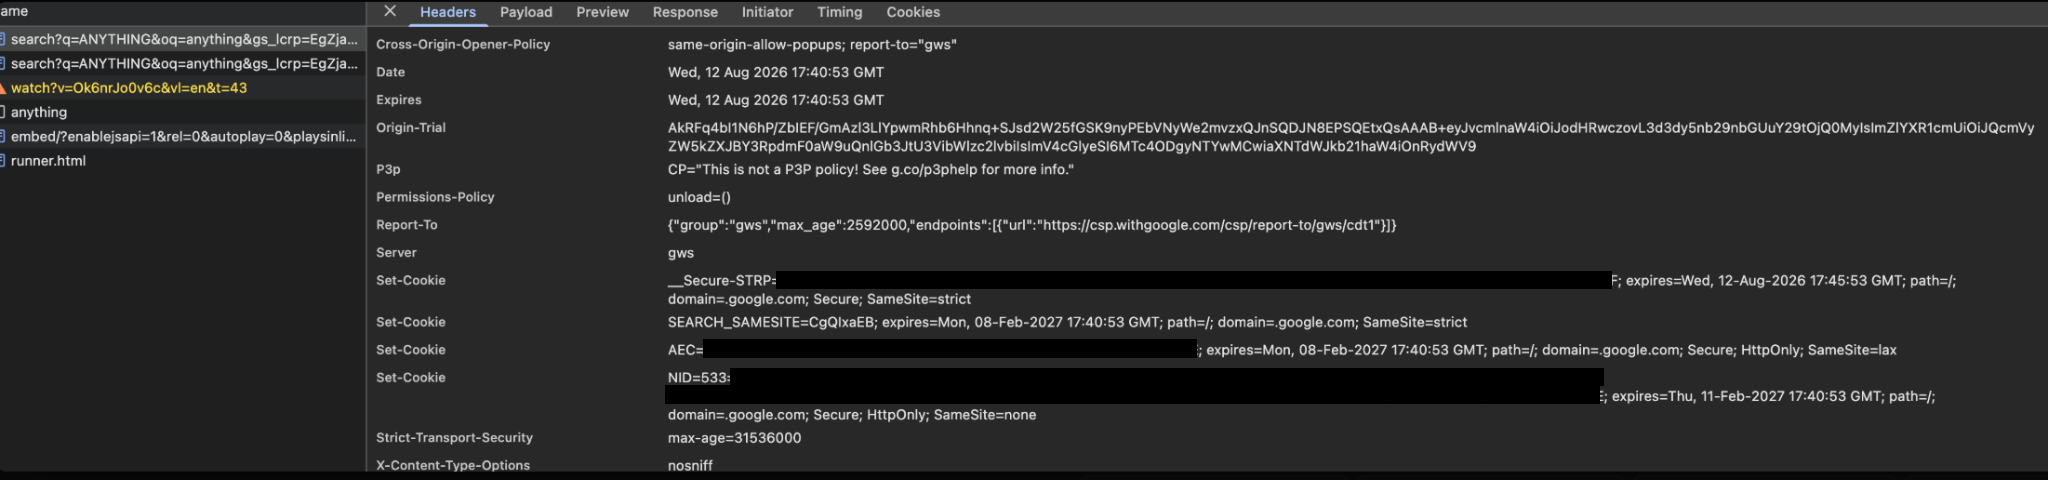 ame
search?q=ANYTHING&oq=anything&gs_lcrp=EgZja...
search?q=ANYTHING&oq=anything&gs_lcrp=EgZja...
watch?v=Ok6nrJo0v6c&vl=en&t=43
anything
embed/?enablejsapi=1&rel=0&autoplay=0&playsinli...
runner.html
Headers Payload Preview Response Initiator Timing Cookies
Cross-Origin-Opener-Policy same-origin-allow-popups; report-to="gws"
Date Wed, 12 Aug 2026 17:40:53 GMT
Expires Wed, 12 Aug 2026 17:40:53 GMT
Origin-Trial
P3p CP="This is not a P3P policy! See g.co/p3phelp for more info."
Permissions-Policy unload=()
Report-To {"group":"gws","max_age":2592000,"endpoints":[{"url":"https://csp.withgoogle.com/csp/report-to/gws/cdt1"}]}
Server gws
Set-Cookie __Secure-STRP= F; expires=Wed, 12-Aug-2026 17:45:53 GMT; path=/;
domain=.google.com; Secure; SameSite=strict
Set-Cookie SEARCH_SAMESITE=CgQIxaEB; expires=Mon, 08-Feb-2027 17:40:53 GMT; path=/; domain=.google.com; SameSite=strict
Set-Cookie AEC= ; expires=Mon, 08-Feb-2027 17:40:53 GMT; path=/; domain=.google.com; Secure; HttpOnly; SameSite=lax
Set-Cookie NID=533:
; expires=Thu, 11-Feb-2027 17:40:53 GMT; path=/;
domain=.google.com; Secure; HttpOnly; SameSite=none
Strict-Transport-Security max-age=31536000
X-Content-Type-Options nosniff